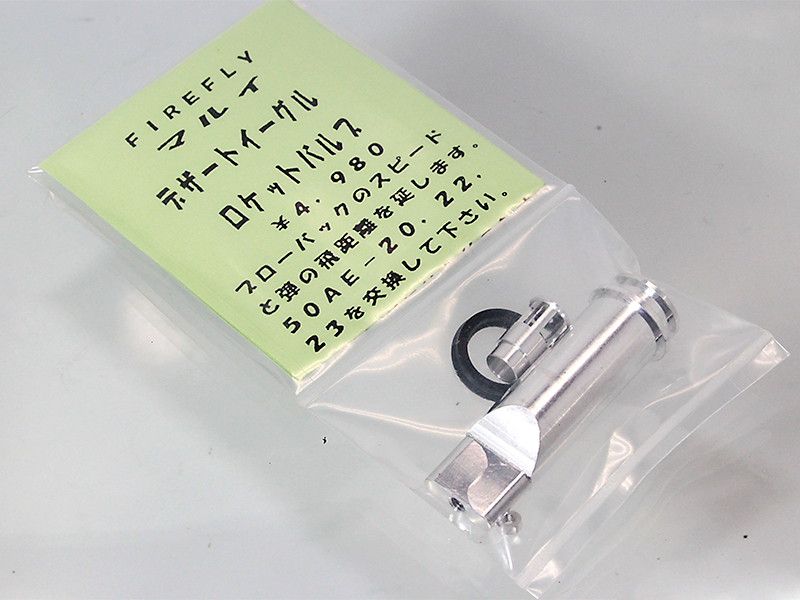 FIREFLY
マルイ
デザートイーグル
ロケットバルブ
¥4,980
ブローバックのスピード
と弾の飛距離を延します。
50AE-20,22,
23を交換して下さい。